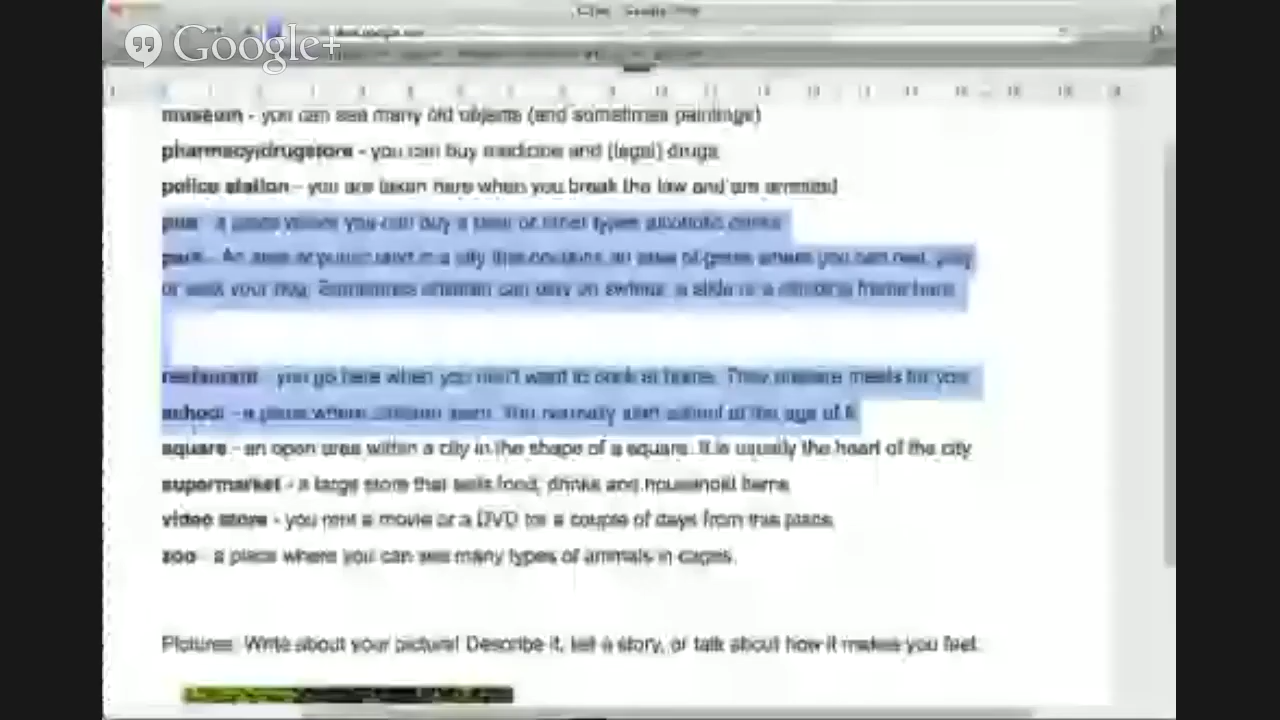 Google+
museum - you can see many old objects (and sometimes paintings)
pharmacy/drugstore - you can buy medicine and (legal) drugs
police station - you are taken here when you break the law and are arrested
pub - a place where you can buy a beer or other types alcoholic drinks
park - An area of public land in a city that contains an area of grass where you can rest, play
or walk your dog. Sometimes children can play on swings, a slide or a climbing frame here.
restaurant - you go here when you don't want to cook at home. They prepare meals for you
school - a place where children learn. You normally start school at the age of
square - an open area within a city in the shape of a square. It is usually the heart of the city
supermarket - a large store that sells food, drinks and household items
video store - you rent a movie or a DVD for a couple of days from this place.
zoo - a place where you can see many types of animals in cages.
Pictures: Write about your picture! Describe it, tell a story, or talk about how it makes you feel.